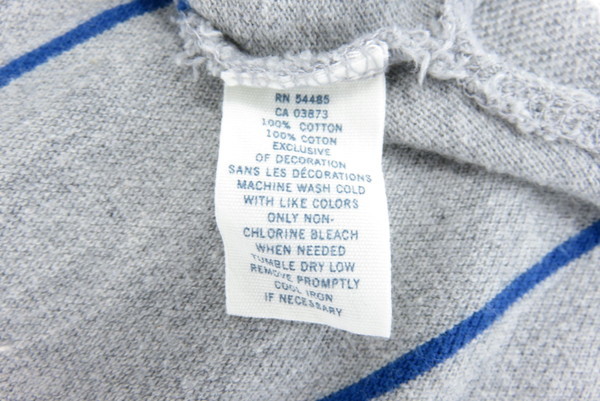 RN 54485
CA 03873
100% COTTON
100% COTON
EXCLUSIVE
OF DECORATION
SANS LES DÉCORATIONS
MACHINE WASH COLD
WITH LIKE COLORS
ONLY NON-
CHLORINE BLEACH
WHEN NEEDED
TUMBLE DRY LOW
REMOVE PROMPTLY
COOL IRON
IF NECESSARY